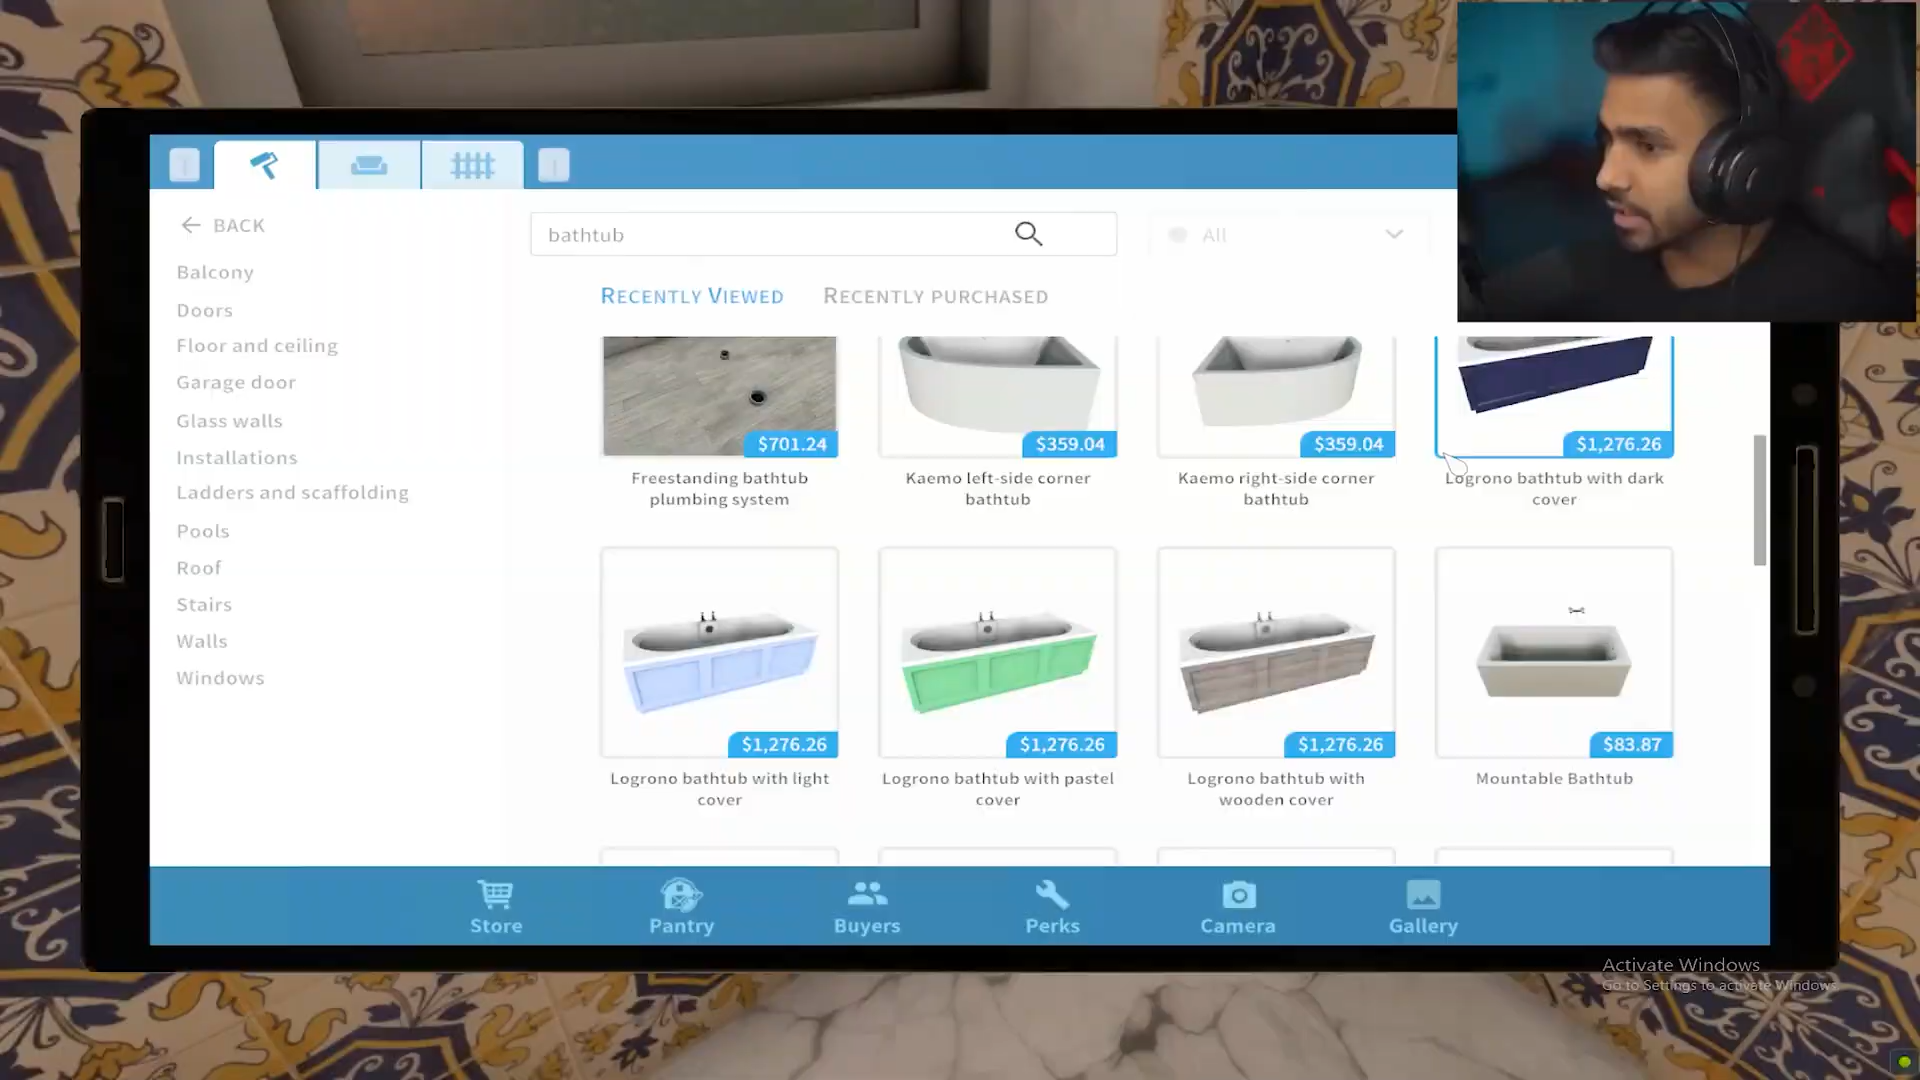 BACK
Balcony
Doors
Floor and ceiling
Garage door
Glass walls
Installations
Ladders and scaffolding
Pools
Roof
Stairs
Walls
Windows
bathtub
All
RECENTLY VIEWED
RECENTLY PURCHASED
$701.24
Freestanding bathtub
plumbing system
$359.04
Kaemo left-side corner
bathtub
$359.04
Kaemo right-side corner
bathtub
$1,276.26
Logrono bathtub with dark
cover
$1,276.26
Logrono bathtub with light
cover
$1,276.26
Logrono bathtub with pastel
cover
$1,276.26
Logrono bathtub with
wooden cover
$83.87
Mountable Bathtub
Store
Pantry
Buyers
Perks
Camera
Gallery
Activate Windows
Go to Settings to activate Windows.